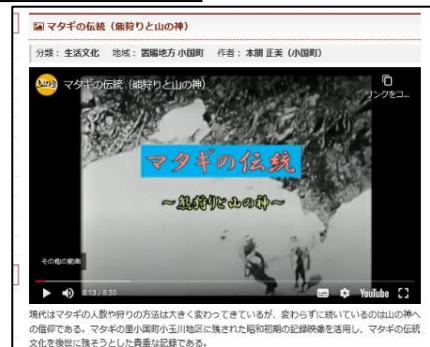 マタギの伝統（熊狩りと山の神）
分類： 生活文化　地域： 置賜地方 小国町　作者： 本間 正美（小国町）
マタギの伝統（熊狩りと山の神）
リンクをコ...
マタギの伝統
～熊狩りと山の神～
その他の動画
0:13 / 8:53
YouTube
現代はマタギの人数や狩りの方法は大きく変わってきているが、変わらずに続いているのは山の神へ
の信仰である。マタギの里小国町小玉川地区に残された昭和初期の記録映像を活用し、マタギの伝統
文化を後世に残そうとした貴重な記録である。